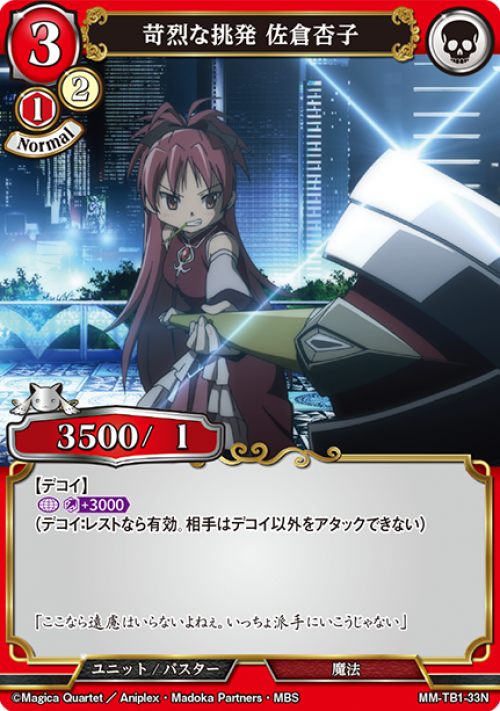 3
苛烈な挑発 佐倉杏子
1
2
Normal
3500/ 1
【デコイ】
+3000
(デコイ:レストなら有効。相手はデコイ以外をアタックできない)
「ここなら遠慮はいらないよねぇ。いっちょ派手にいこうじゃない」
ユニット / バスター
魔法
©Magica Quartet／Aniplex・Madoka Partners・MBS
MM-TB1-33N